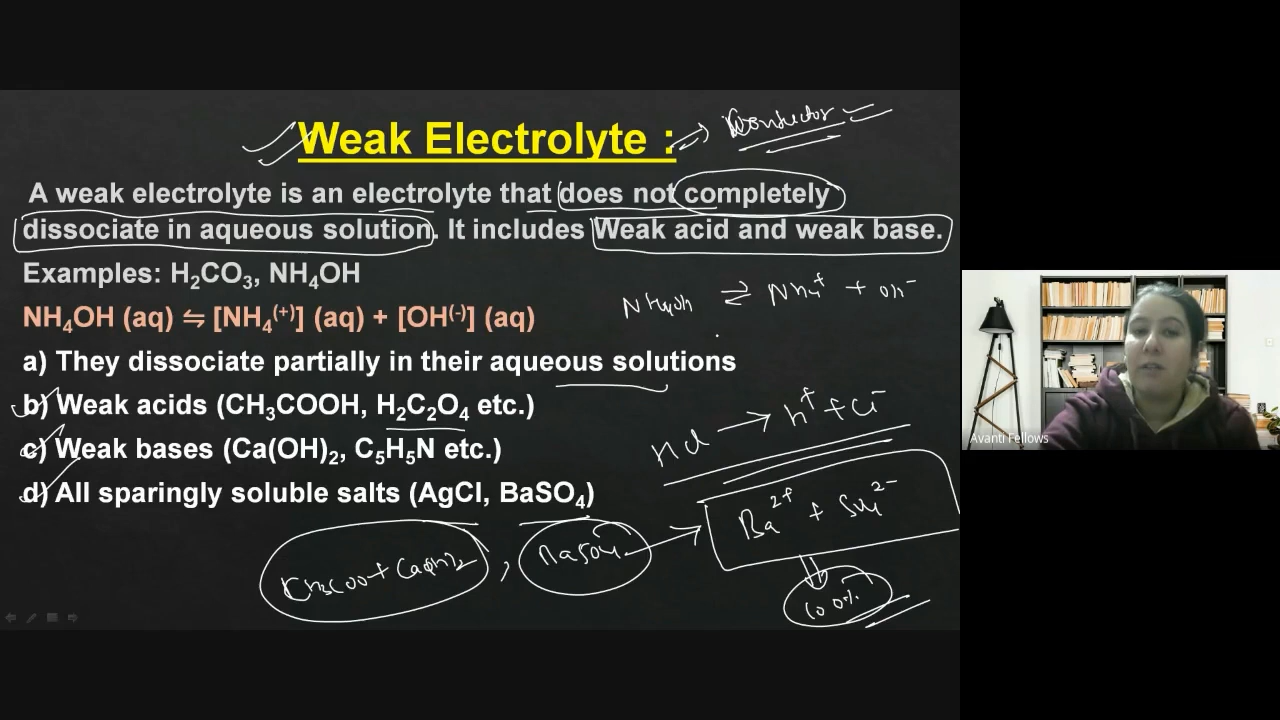 Weak Electrolyte :
Conductor
A weak electrolyte is an electrolyte that does not completely
dissociate in aqueous solution. It includes Weak acid and weak base.
Examples: H₂CO₃, NH₄OH
NH₄OH ⇌ NH₄⁺ + OH⁻
NH₄OH (aq) ⇋ [NH₄⁽⁺⁾] (aq) + [OH⁽⁻⁾] (aq)
a) They dissociate partially in their aqueous solutions
b) Weak acids (CH₃COOH, H₂C₂O₄ etc.)
HCl → H⁺ + Cl⁻
c) Weak bases (Ca(OH)₂, C₅H₅N etc.)
d) All sparingly soluble salts (AgCl, BaSO₄)
CH₃COO + Ca(OH)₂ , BaSO₄ → Ba²⁺ + SO₄²⁻
100%
Avanti Fellows